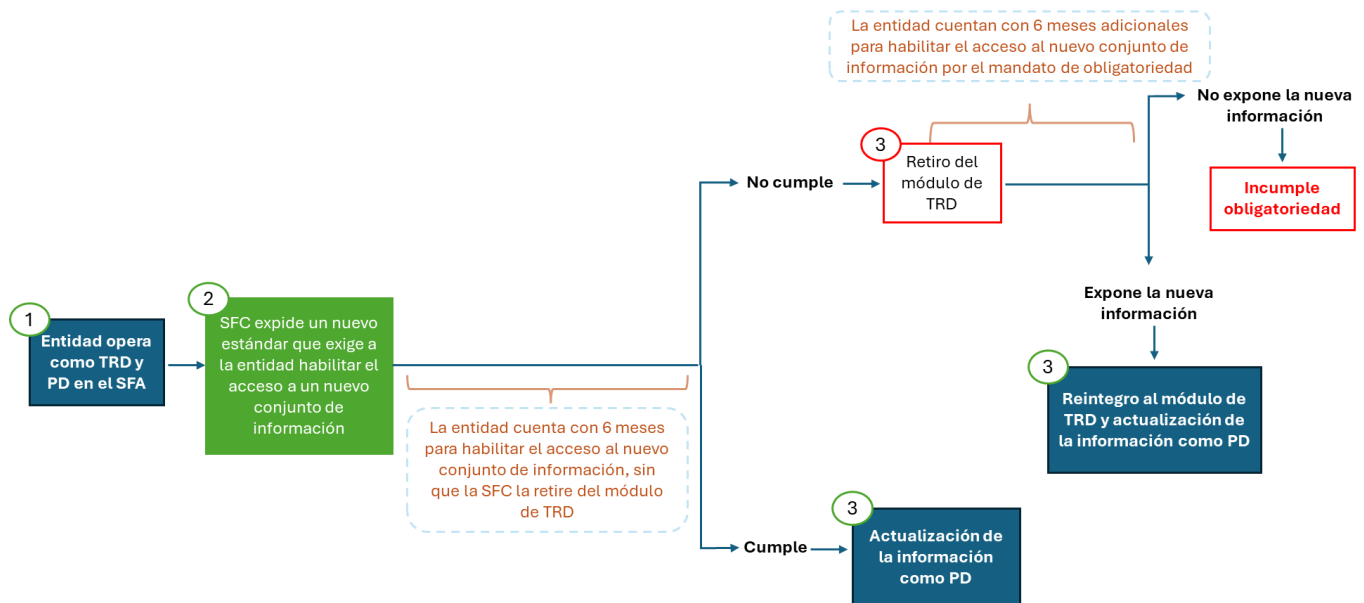 1
Entidad opera
como TRD y
PD en el SFA
2
SFC expide un nuevo
estándar que exige a
la entidad habilitar el
acceso a un nuevo
conjunto de
información
La entidad cuenta con 6 meses
para habilitar el acceso al nuevo
conjunto de información, sin
que la SFC la retire del módulo
de TRD
No cumple
3
Retiro del
módulo de
TRD
La entidad cuentan con 6 meses adicionales
para habilitar el acceso al nuevo conjunto de
información por el mandato de obligatoriedad
No expone la nueva
información
Incumple
obligatoriedad
Expone la nueva
información
3
Reintegro al módulo de
TRD y actualización de
la información como PD
Cumple
3
Actualización de
la información
como PD